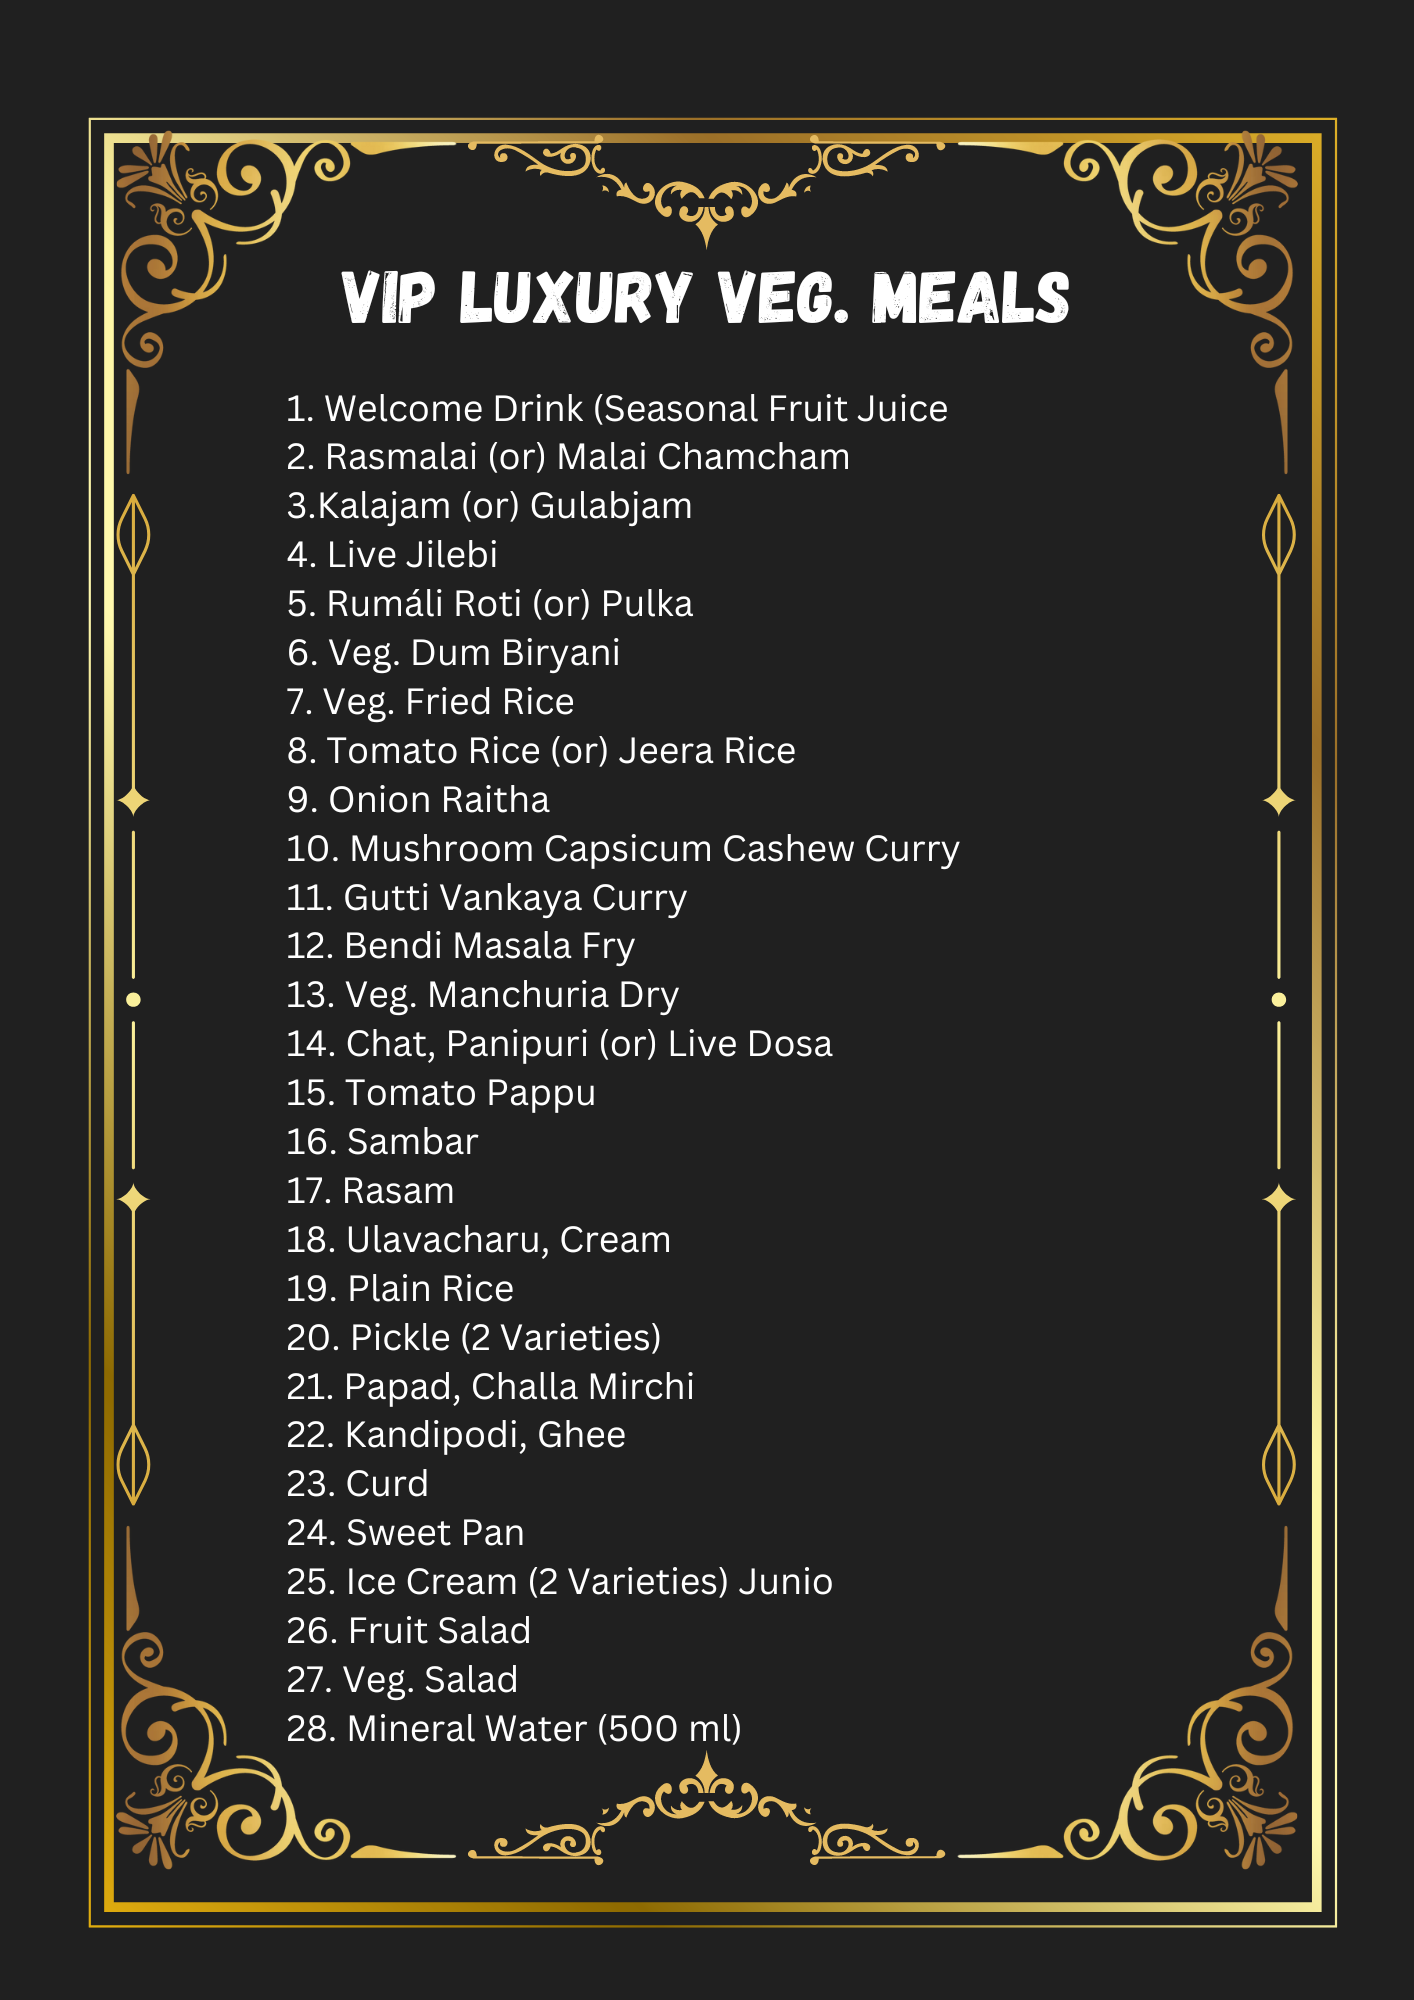 VIP LUXURY VEG. MEALS
1. Welcome Drink (Seasonal Fruit Juice
2. Rasmalai (or) Malai Chamcham
3.Kalajam (or) Gulabjam
4. Live Jilebi
5. Rumáli Roti (or) Pulka
6. Veg. Dum Biryani
7. Veg. Fried Rice
8. Tomato Rice (or) Jeera Rice
9. Onion Raitha
10. Mushroom Capsicum Cashew Curry
11. Gutti Vankaya Curry
12. Bendi Masala Fry
13. Veg. Manchuria Dry
14. Chat, Panipuri (or) Live Dosa
15. Tomato Pappu
16. Sambar
17. Rasam
18. Ulavacharu, Cream
19. Plain Rice
20. Pickle (2 Varieties)
21. Papad, Challa Mirchi
22. Kandipodi, Ghee
23. Curd
24. Sweet Pan
25. Ice Cream (2 Varieties) Junio
26. Fruit Salad
27. Veg. Salad
28. Mineral Water (500 ml)